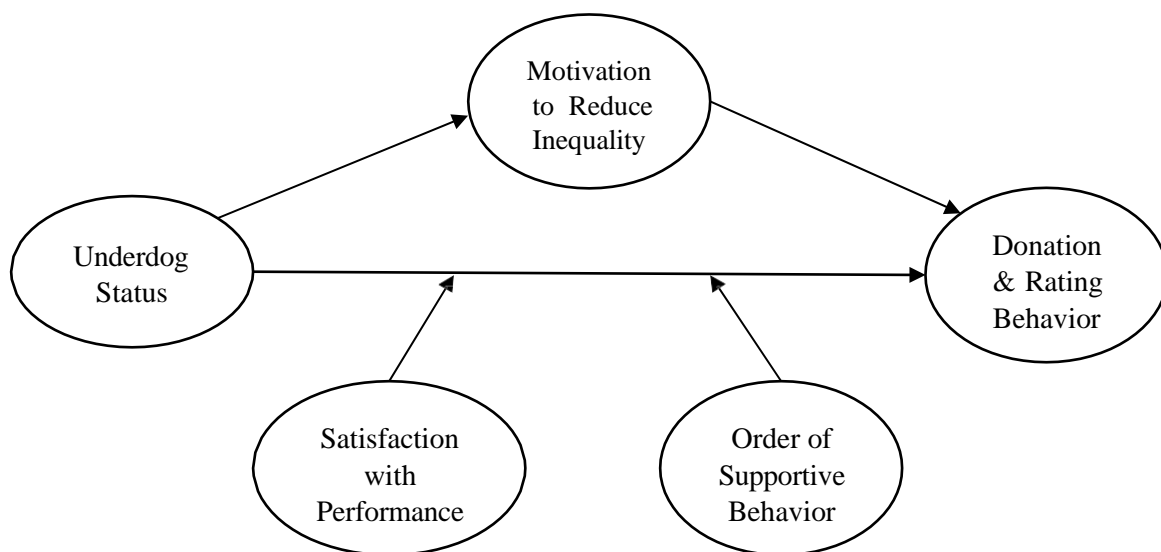 Motivation
to Reduce
Inequality
Underdog
Status
Donation
& Rating
Behavior
Satisfaction
with
Performance
Order of
Supportive
Behavior